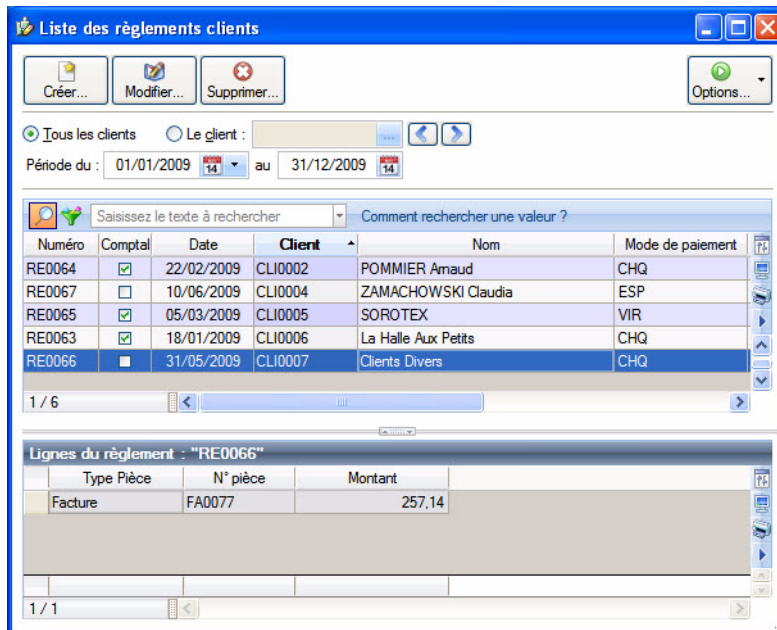 Liste des règlements clients
Créer... Modifier... Supprimer... Options...
Tous les clients Le client : ...
Période du : 01/01/2009 14 au 31/12/2009 14
Saisissez le texte à rechercher Comment rechercher une valeur ?
Numéro Comptal Date Client Nom Mode de paiement
RE0064 22/02/2009 CLI0002 POMMIER Arnaud CHQ
RE0067 10/06/2009 CLI0004 ZAMACHOWSKI Claudia ESP
RE0065 05/03/2009 CLI0005 SOROTEX VIR
RE0063 18/01/2009 CLI0006 La Halle Aux Petits CHQ
RE0066 31/05/2009 CLI0007 Clients Divers CHQ
1 / 6
Lignes du règlement : "RE0066"
Type Pièce N° pièce Montant
Facture FA0077 257,14
1 / 1